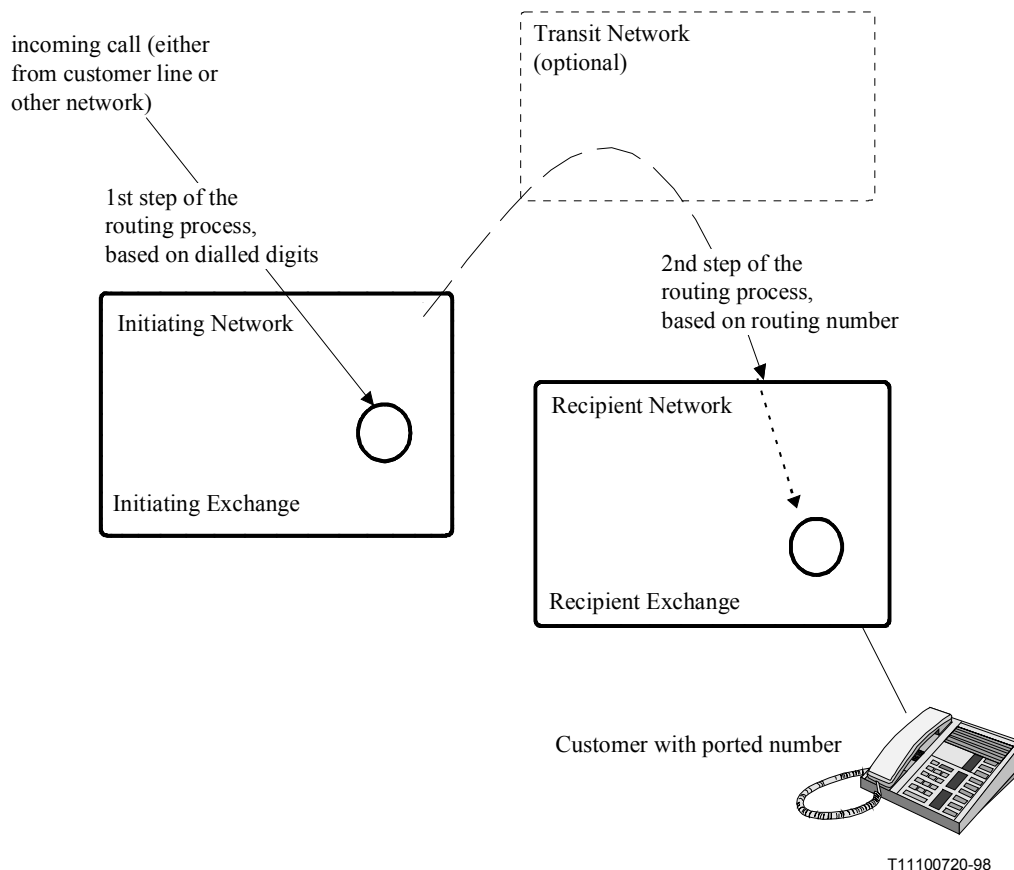 incoming call (either
from customer line or
other network)
Transit Network
(optional)
1st step of the
routing process,
based on dialled digits
2nd step of the
routing process,
based on routing number
Initiating Network
Initiating Exchange
Recipient Network
Recipient Exchange
Customer with ported number
T11100720-98